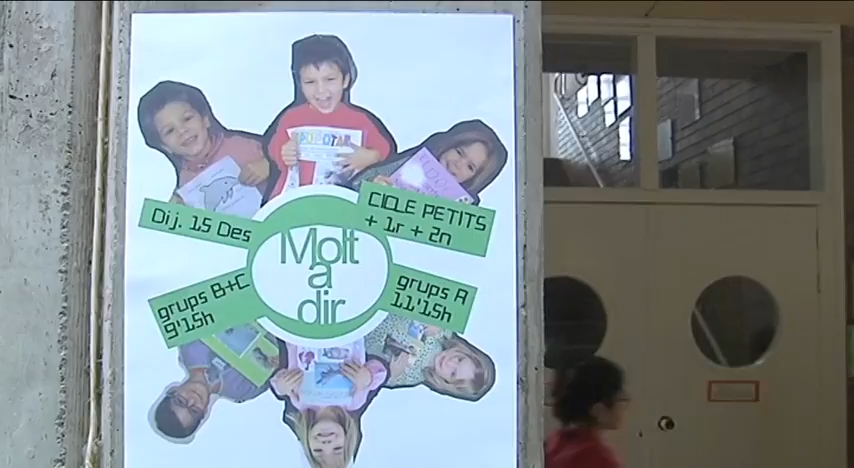 Dij. 15 Des
CICLE PETITS
+ 1r + 2n
Molt
a
dir
grups B+C
9'15h
grups A
11'15h